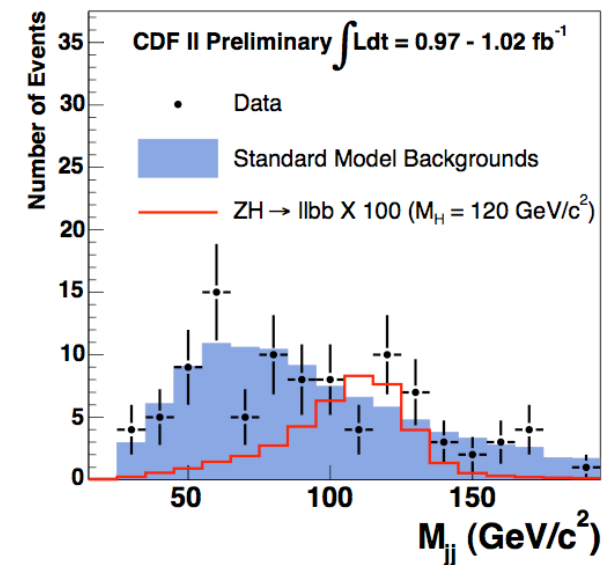 CDF II Preliminary ∫Ldt = 0.97 - 1.02 fb⁻¹
Data
Standard Model Backgrounds
ZH → llbb X 100 (M_H = 120 GeV/c²)
Number of Events
35
30
25
20
15
10
5
0
50 100 150
M_jj (GeV/c²)